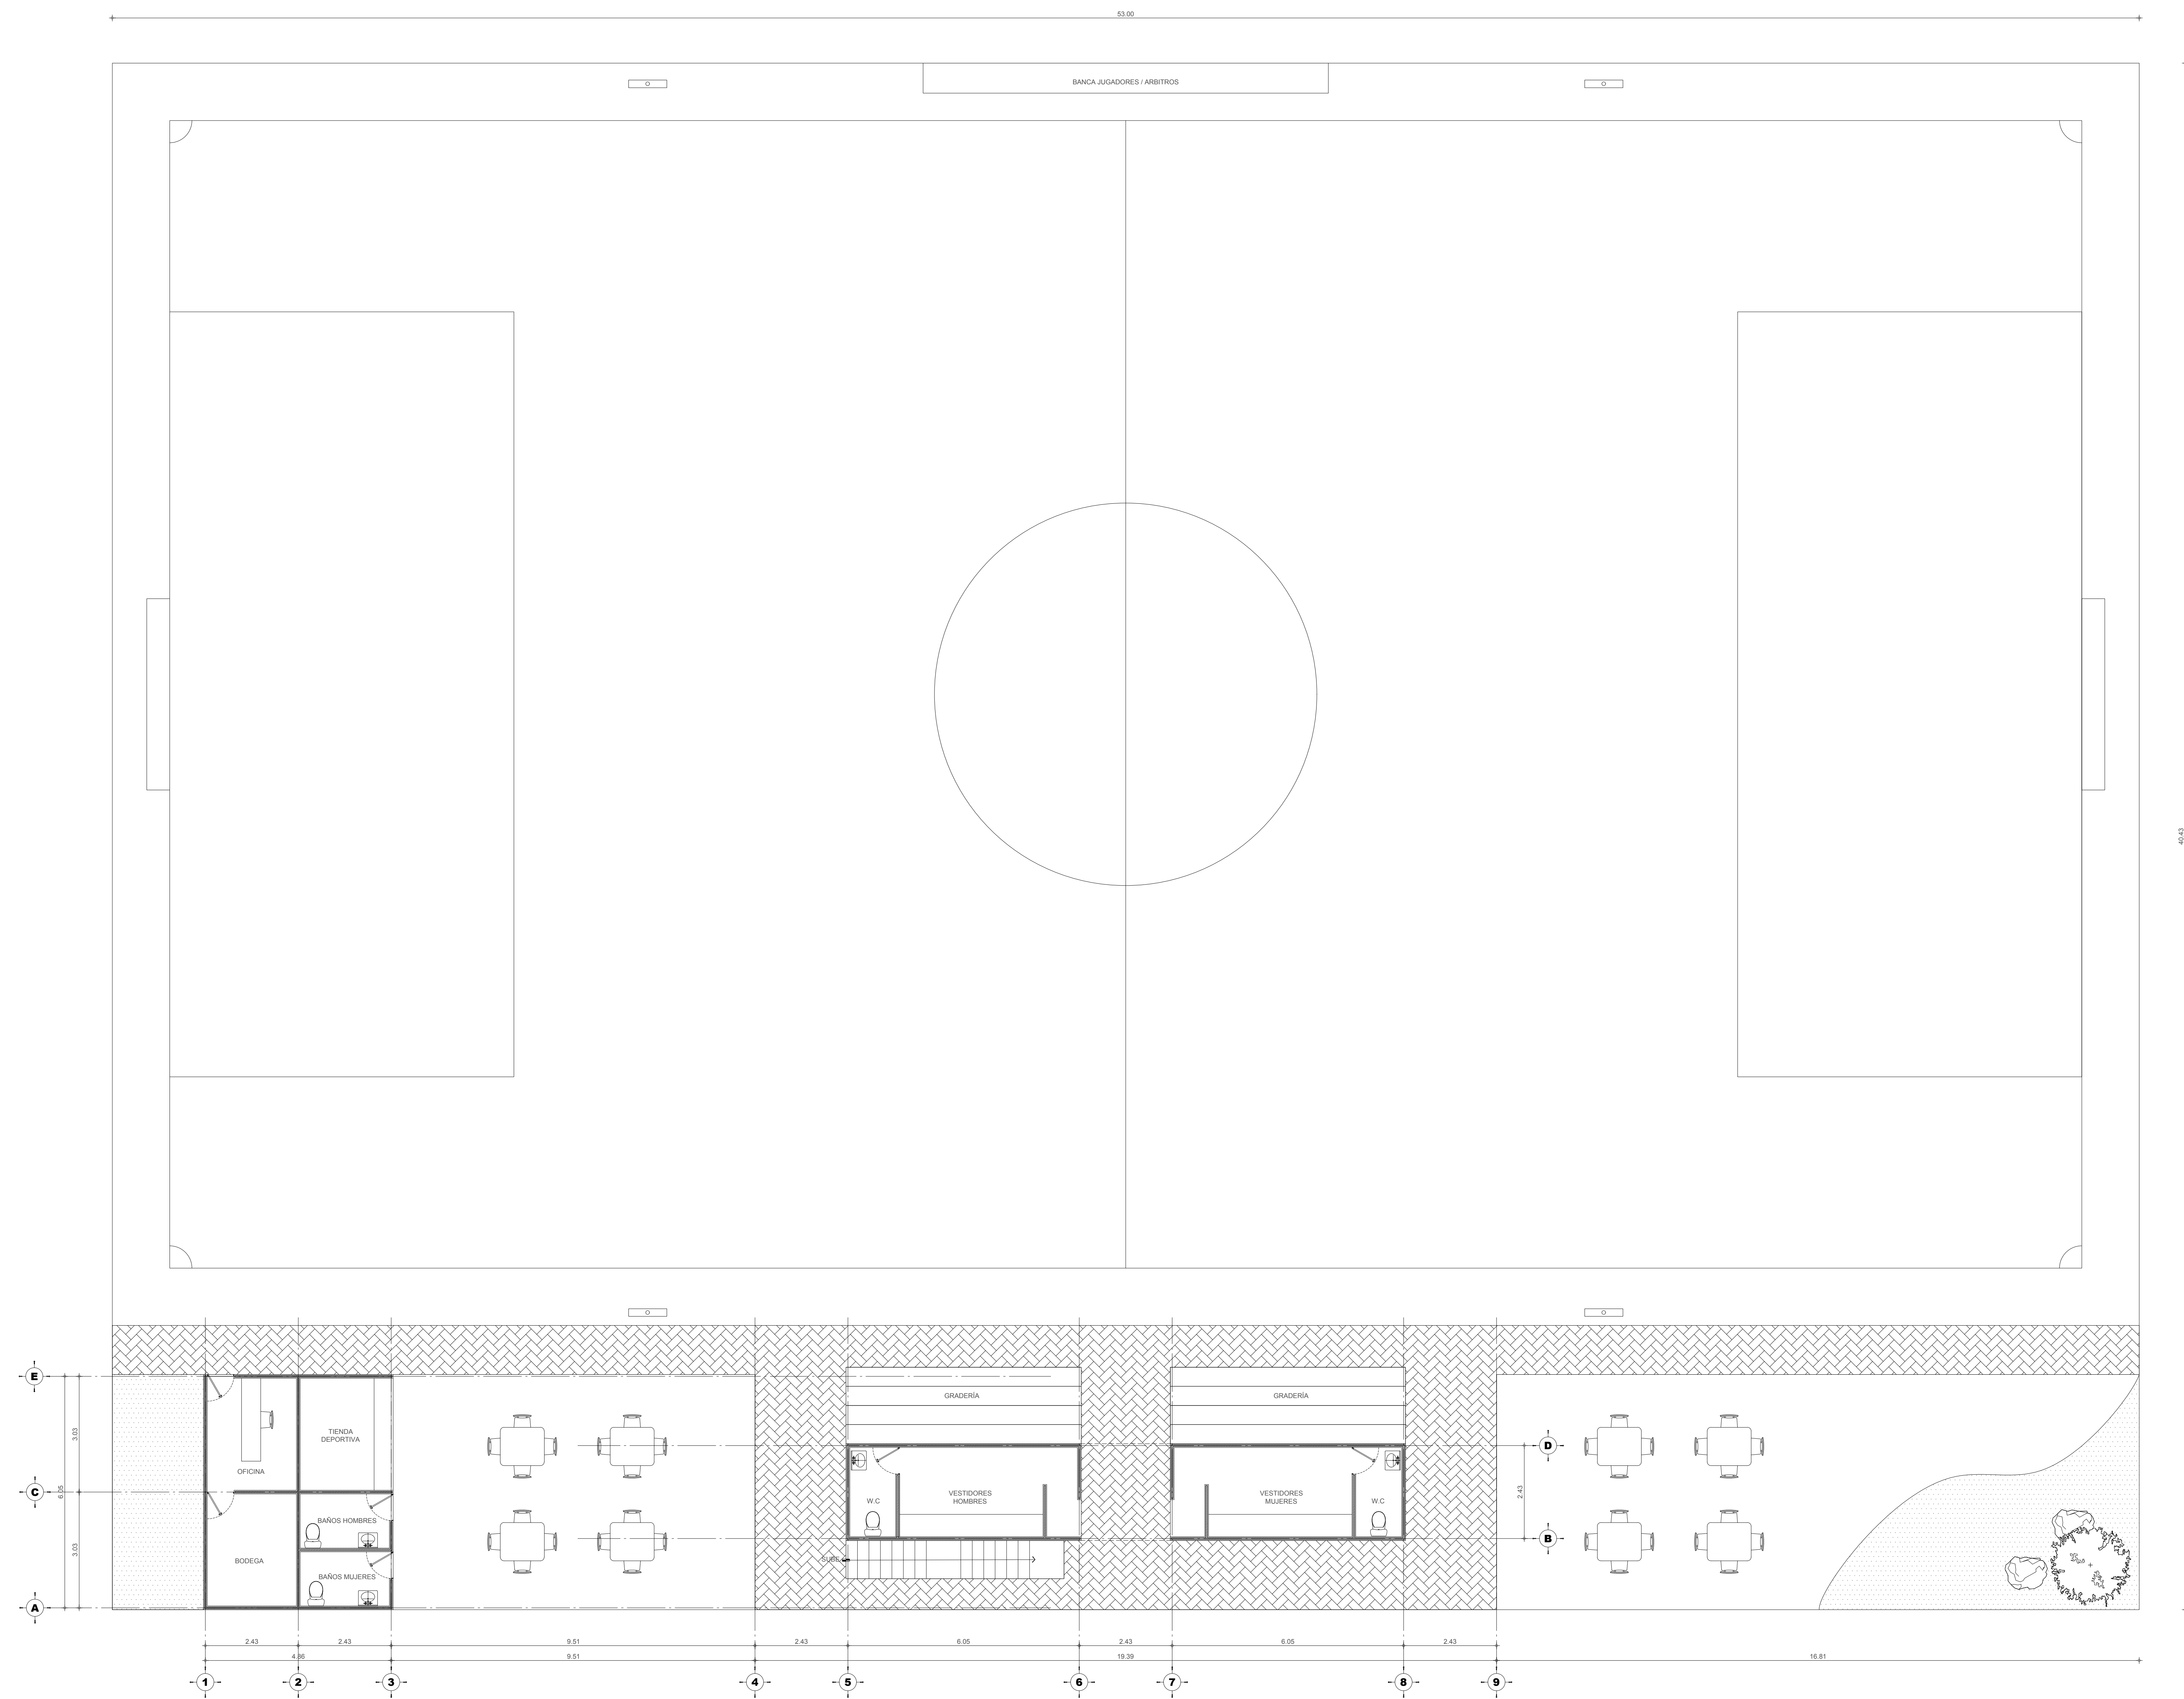 53.00
BANCA JUGADORES / ARBITROS
40.43
E
GRADERÍA
GRADERÍA
3.03
TIENDA
DEPORTIVA
D
OFICINA
C
6.05
2.43
W.C
VESTIDORES
HOMBRES
VESTIDORES
MUJERES
W.C
BAÑOS HOMBRES
B
3.03
BODEGA
SUBE
BAÑOS MUJERES
A
2.43
2.43
9.51
2.43
6.05
2.43
6.05
2.43
4.86
9.51
19.39
16.81
1
2
3
4
5
6
7
8
9